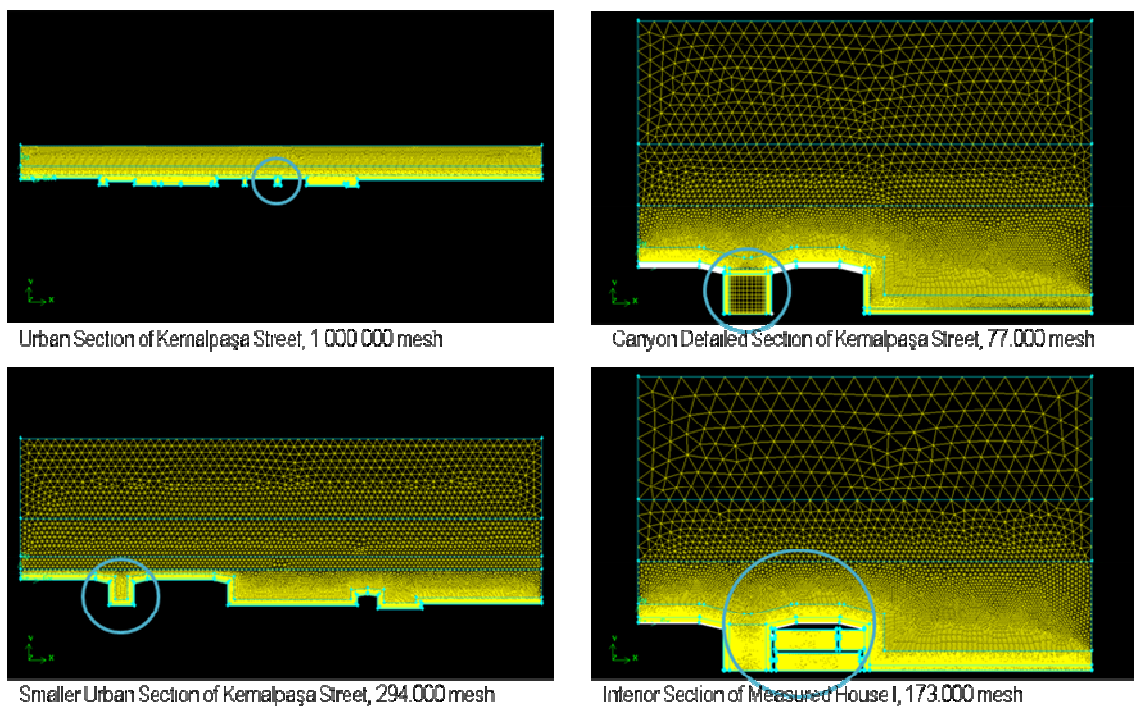 Urban Section of Kemalpaşa Street, 1 000 000 mesh
Canyon Detailed Section of Kemalpaşa Street, 77.000 mesh
Smaller Urban Section of Kemalpaşa Street, 294.000 mesh
Interior Section of Measured House I, 173.000 mesh